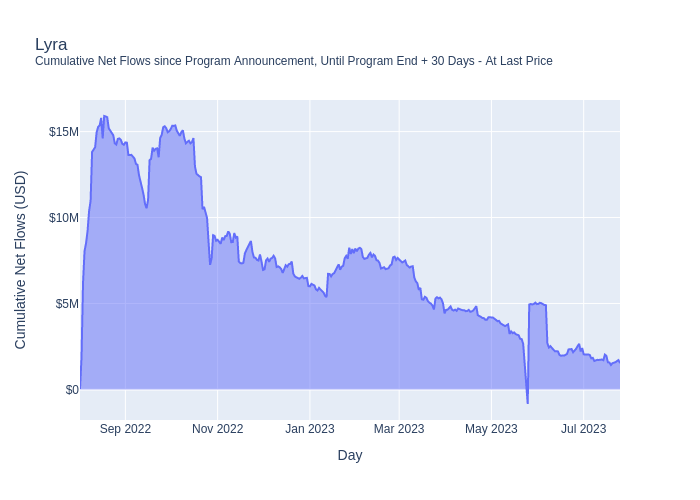 Lyra
Cumulative Net Flows since Program Announcement, Until Program End + 30 Days - At Last Price
Cumulative Net Flows (USD)
$15M
$10M
$5M
$0
Sep 2022 Nov 2022 Jan 2023 Mar 2023 May 2023 Jul 2023
Day